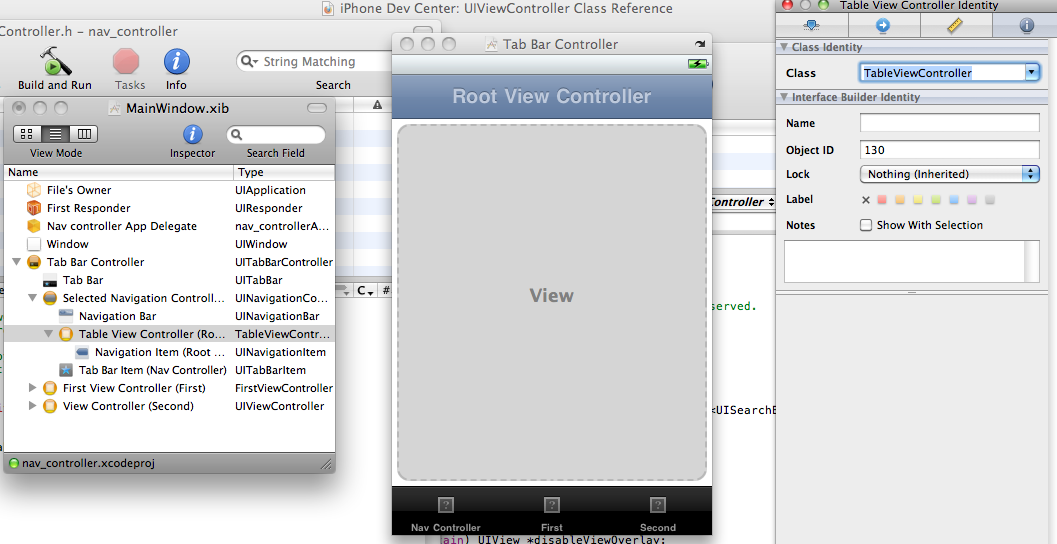 iPhone Dev Center: UIViewController Class Reference
Controller.h – nav_controller
Build and Run
Tasks
Info
String Matching
Search
MainWindow.xib
View Mode
Inspector
Search Field
Name
Type
File's Owner
UIApplication
First Responder
UIResponder
Nav controller App Delegate
nav_controllerA...
Window
UIWindow
Tab Bar Controller
UITabBarController
Tab Bar
UITabBar
Selected Navigation Controll...
UINavigationCo...
Navigation Bar
UINavigationBar
Table View Controller (Ro...
TableViewContr...
Navigation Item (Root ...
UINavigationItem
Tab Bar Item (Nav Controller)
UITabBarItem
First View Controller (First)
FirstViewController
View Controller (Second)
UIViewController
nav_controller.xcodeproj
Tab Bar Controller
Root View Controller
View
? ? ?
Nav Controller
First
Second
C
#
Controller
served.
<UISearchB
ain) UIView *disableViewOverlay;
Table View Controller Identity
Class Identity
Class
TableViewController
Interface Builder Identity
Name
Object ID
130
Lock
Nothing (Inherited)
Label
Notes
Show With Selection